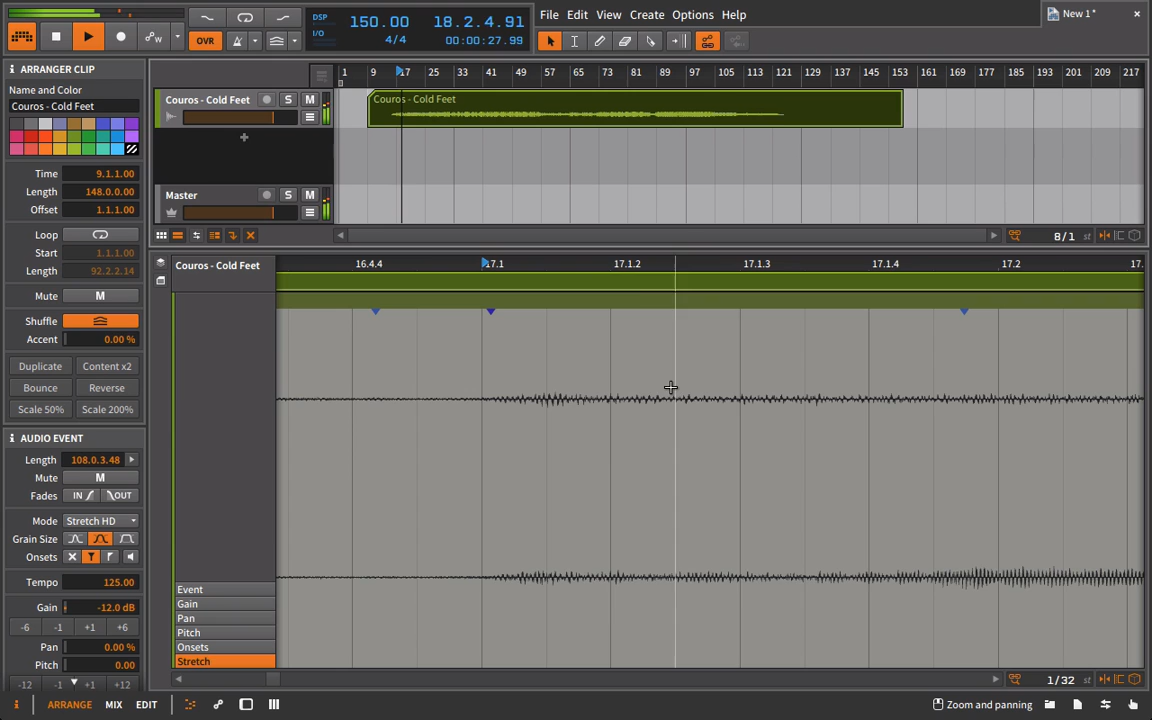 DSP
I/O
150.00
4/4
18.2.4.91
00:00:27.99
File Edit View Create Options Help
New 1*
OVR
ARRANGER CLIP
Name and Color
Couros - Cold Feet
Time 9.1.1.00
Length 148.0.0.00
Offset 1.1.1.00
Loop
Start 1.1.1.00
Length 92.2.2.14
Mute M
Shuffle
Accent 0.00 %
Duplicate Content x2
Bounce Reverse
Scale 50% Scale 200%
AUDIO EVENT
Length 108.0.3.48
Mute M
Fades IN OUT
Mode Stretch HD
Grain Size
Onsets
Tempo 125.00
Gain -12.0 dB
-6 -1 +1 +6
Pan 0.00 %
Pitch 0.00
-12 -1 +1 +12
1 9 17 25 33 41 49 57 65 73 81 89 97 105 113 121 129 137 145 153 161 169 177 185 193 201 209 217
Couros - Cold Feet S M
Couros - Cold Feet
Master S M
8/1 st
Couros - Cold Feet
16.4.4 17.1 17.1.2 17.1.3 17.1.4 17.2 17.
Event
Gain
Pan
Pitch
Onsets
Stretch
1/32 st
i ARRANGE MIX EDIT
Zoom and panning